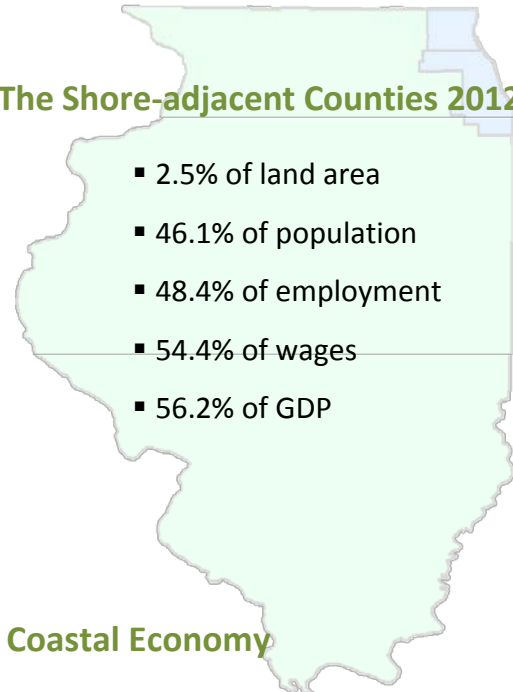 The Shore-adjacent Counties 2012
▪ 2.5% of land area
▪ 46.1% of population
▪ 48.4% of employment
▪ 54.4% of wages
▪ 56.2% of GDP
Coastal Economy